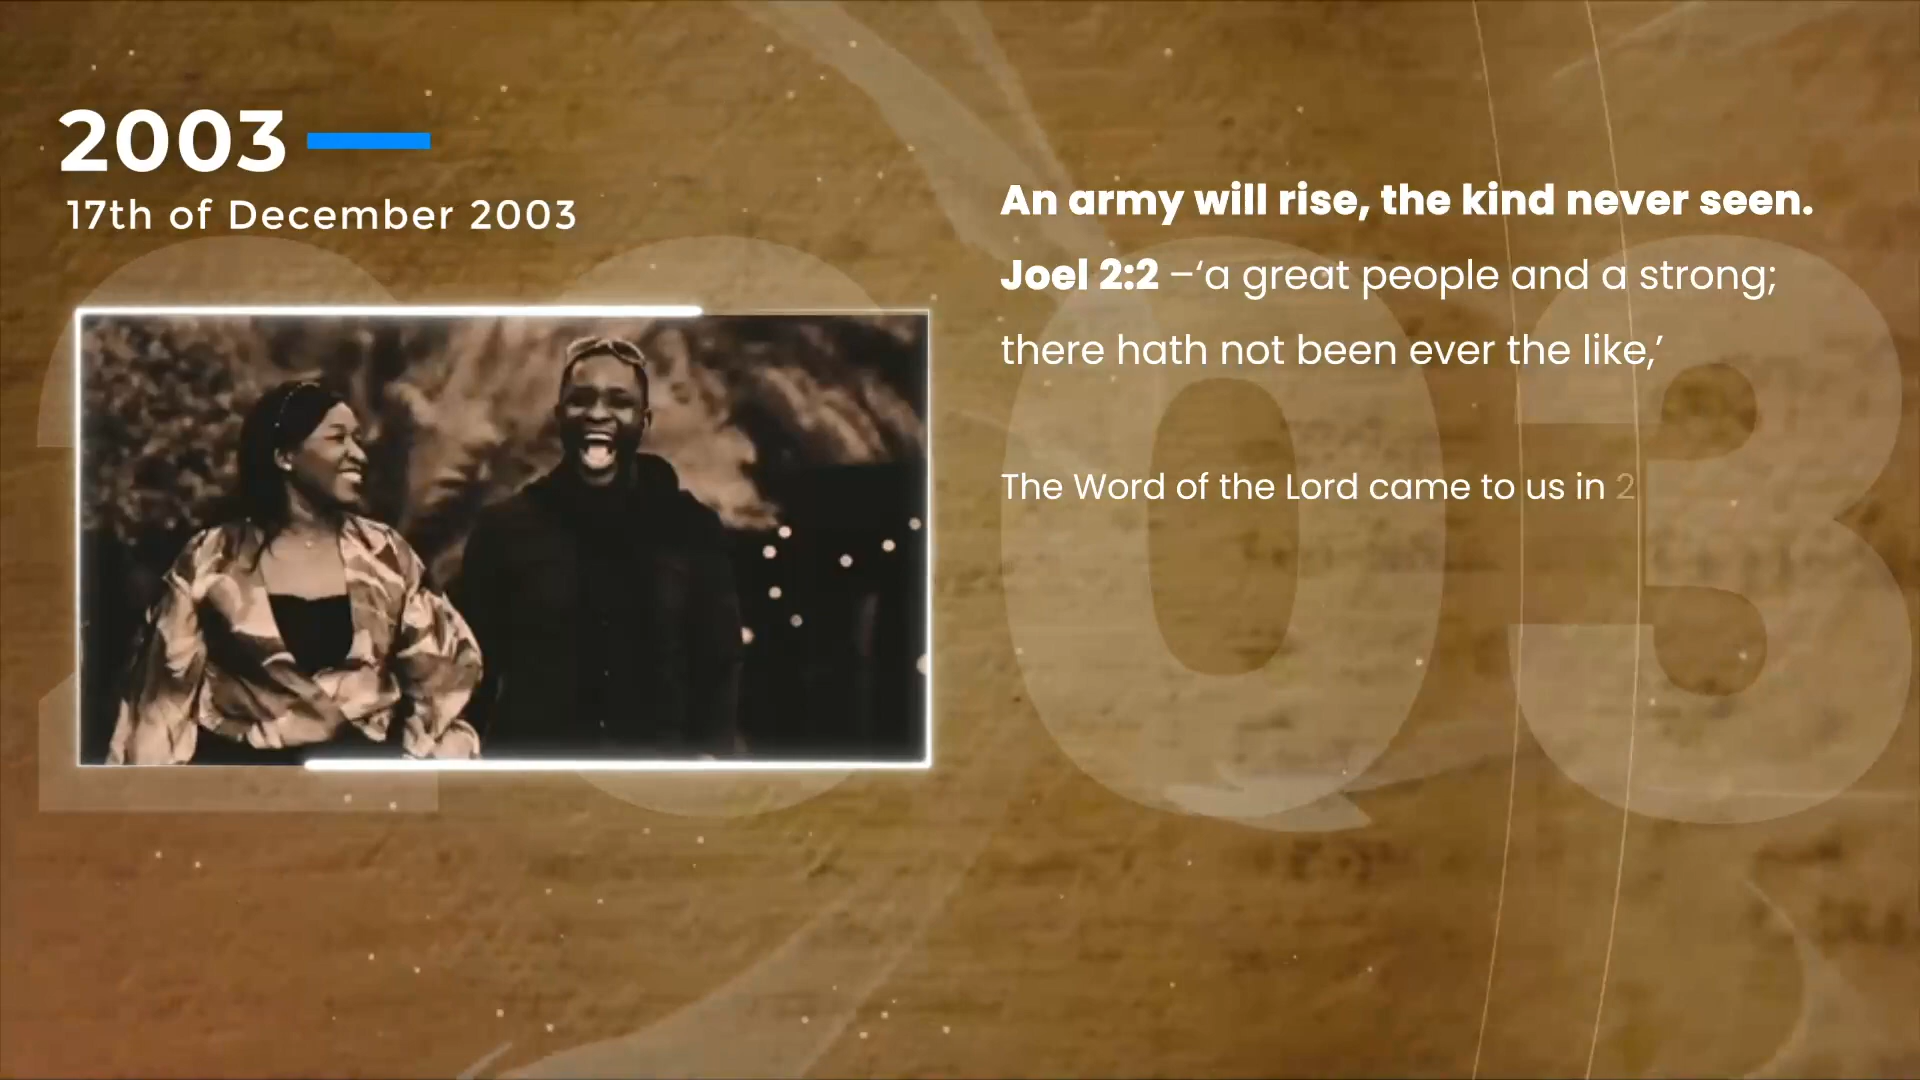 2003
17th of December 2003
An army will rise, the kind never seen.
Joel 2:2 –‘a great people and a strong;
there hath not been ever the like,’
The Word of the Lord came to us in 2
2003